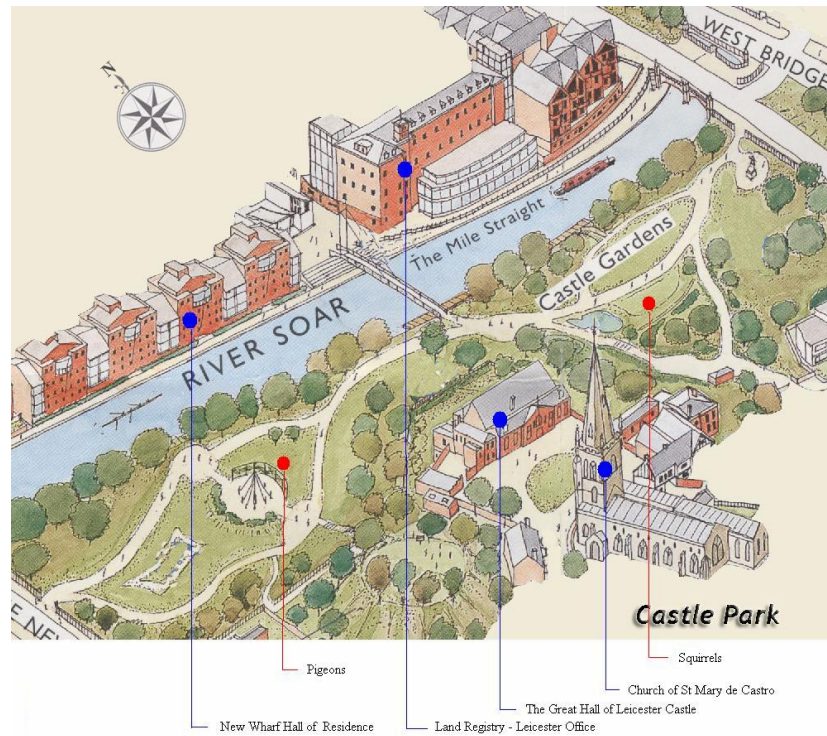 WEST BRIDGE
N
The Mile Straight
Castle Gardens
RIVER SOAR
E NEW
Castle Park
Squirrels
Pigeons
Church of St Mary de Castro
The Great Hall of Leicester Castle
New Wharf Hall of Residence
Land Registry - Leicester Office